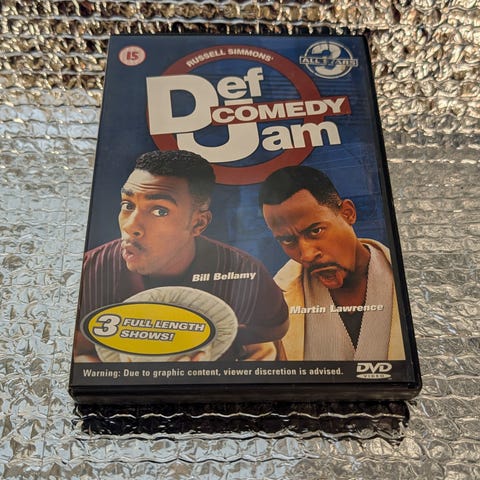 15
RUSSELL SIMMONS'
3
ALL STARS
Def
COMEDY
Jam
Bill Bellamy
Martin Lawrence
3 FULL LENGTH
SHOWS!
Warning: Due to graphic content, viewer discretion is advised.
DVD
VIDEO